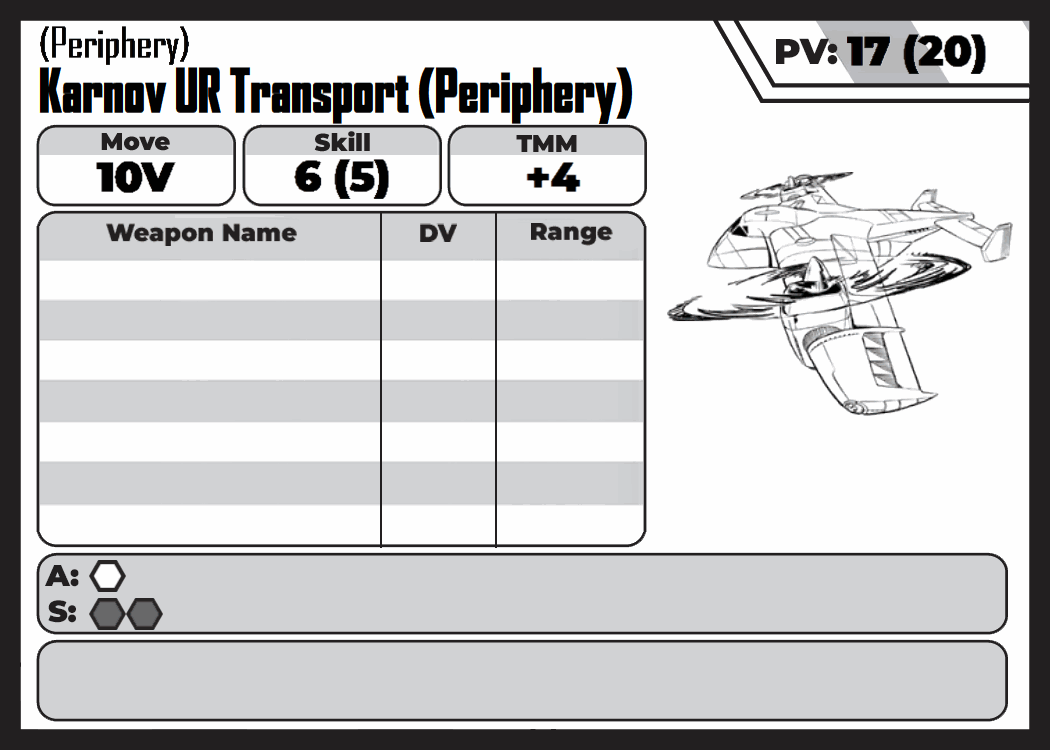 (Periphery)
Karnov UR Transport (Periphery)
PV: 17 (20)
Move
10V
Skill
6 (5)
TMM
+4
Weapon Name
DV
Range
A:
S: